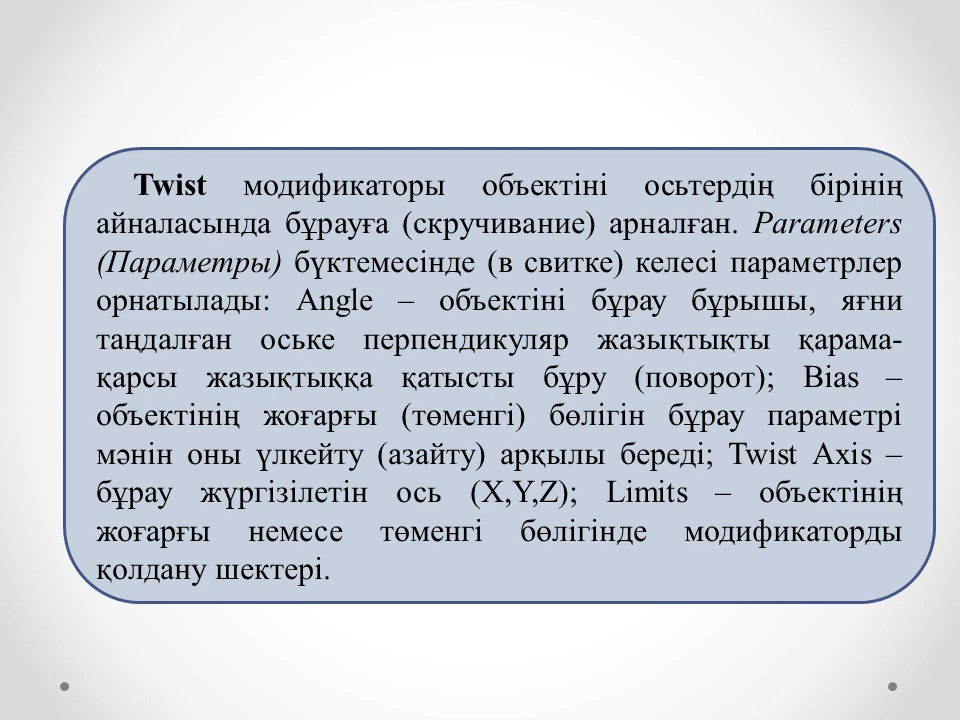 Twist модификаторы объектіні осьтердің бірінің
айналасында бұрауға (скручивание) арналған. Parameters
(Параметры) бүктемесінде (в свитке) келесі параметрлер
орнатылады: Angle – объектіні бұрау бұрышы, яғни
таңдалған оське перпендикуляр жазықтықты қарама-
қарсы жазықтыққа қатысты бұру (поворот); Bias –
объектінің жоғарғы (төменгі) бөлігін бұрау параметрі
мәнін оны үлкейту (азайту) арқылы береді; Twist Axis –
бұрау жүргізілетін ось (X,Y,Z); Limits – объектінің
жоғарғы немесе төменгі бөлігінде модификаторды
қолдану шектері.